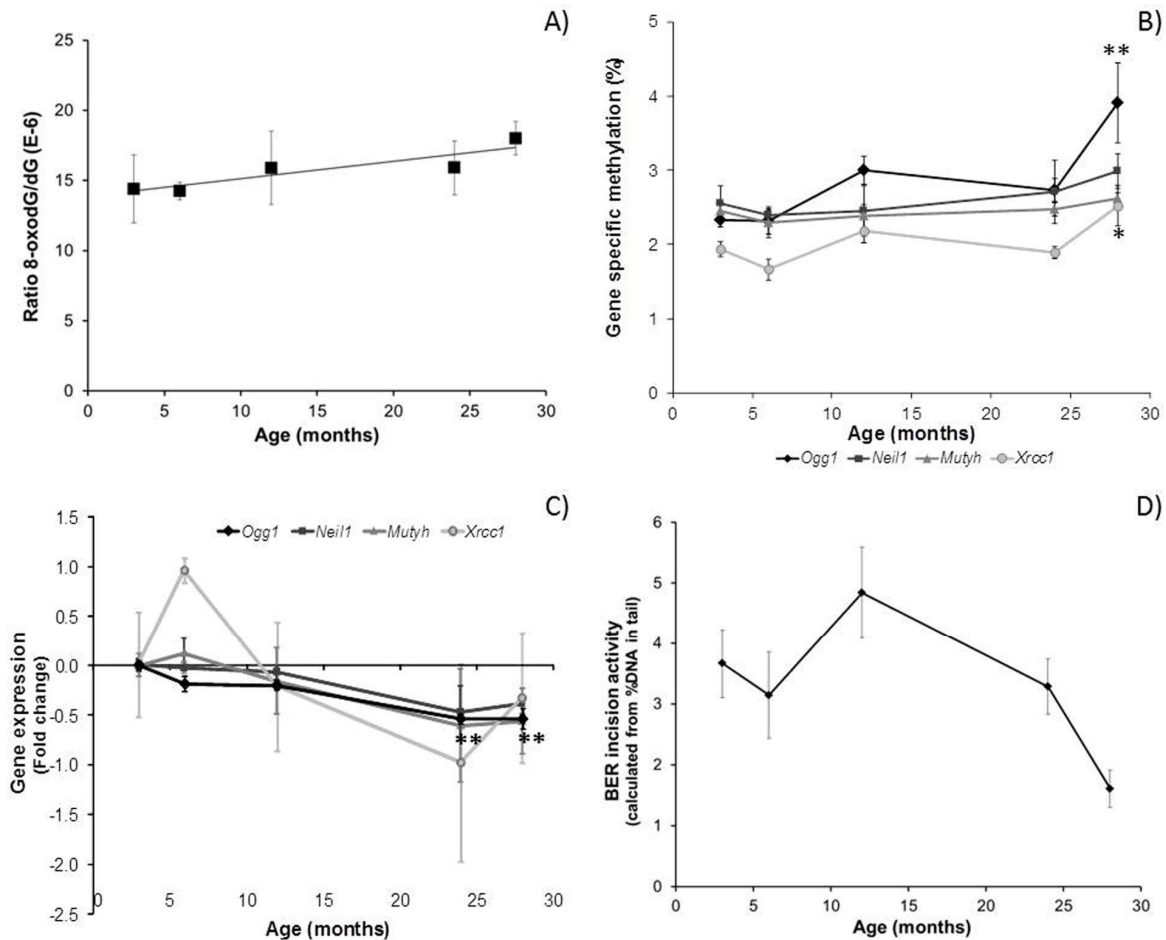 A)
25
20
15
10
5
0
Ratio 8-oxodG/dG (E-6)
0 5 10 15 20 25 30
Age (months)
B)
5
4
3
2
1
0
Gene specific methylation (%)
**
*
0 5 10 15 20 25 30
Age (months)
Ogg1 Neil1 Mutyh Xrcc1
C)
1.5
1.0
0.5
0.0
-0.5
-1.0
-1.5
-2.0
-2.5
Gene expression
(Fold change)
Ogg1 Neil1 Mutyh Xrcc1
** **
0 5 10 15 20 25 30
Age (months)
D)
6
5
4
3
2
1
0
BER incision activity
(calculated from %DNA in tail)
0 5 10 15 20 25 30
Age (months)